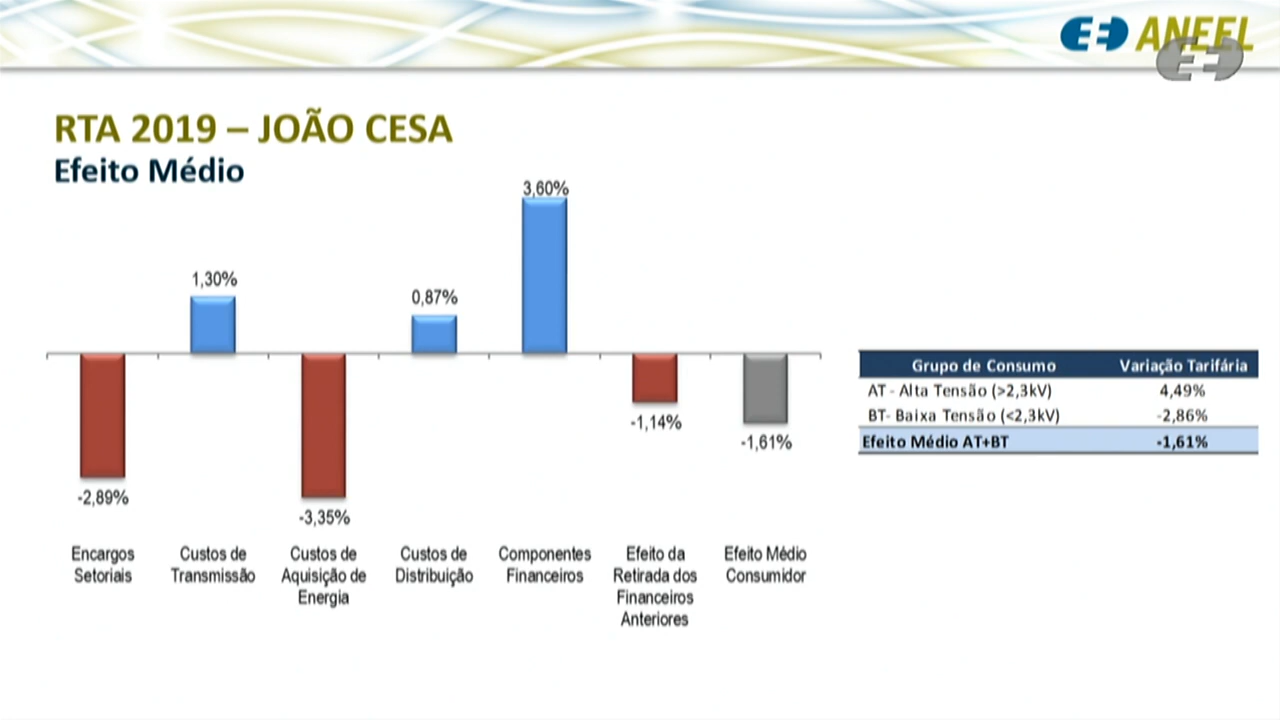 ANEEL
RTA 2019 – JOÃO CESA
Efeito Médio
3,60%
1,30%
0,87%
-1,14%
-1,61%
-2,89%
-3,35%
Encargos
Setoriais
Custos de
Transmissão
Custos de
Aquisição de
Energia
Custos de
Distribuição
Componentes
Financeiros
Efeito da
Retirada dos
Financeiros
Anteriores
Efeito Médio
Consumidor
Grupo de Consumo Variação Tarifária
AT - Alta Tensão (>2,3kV) 4,49%
BT- Baixa Tensão (<2,3kV) -2,86%
Efeito Médio AT+BT -1,61%